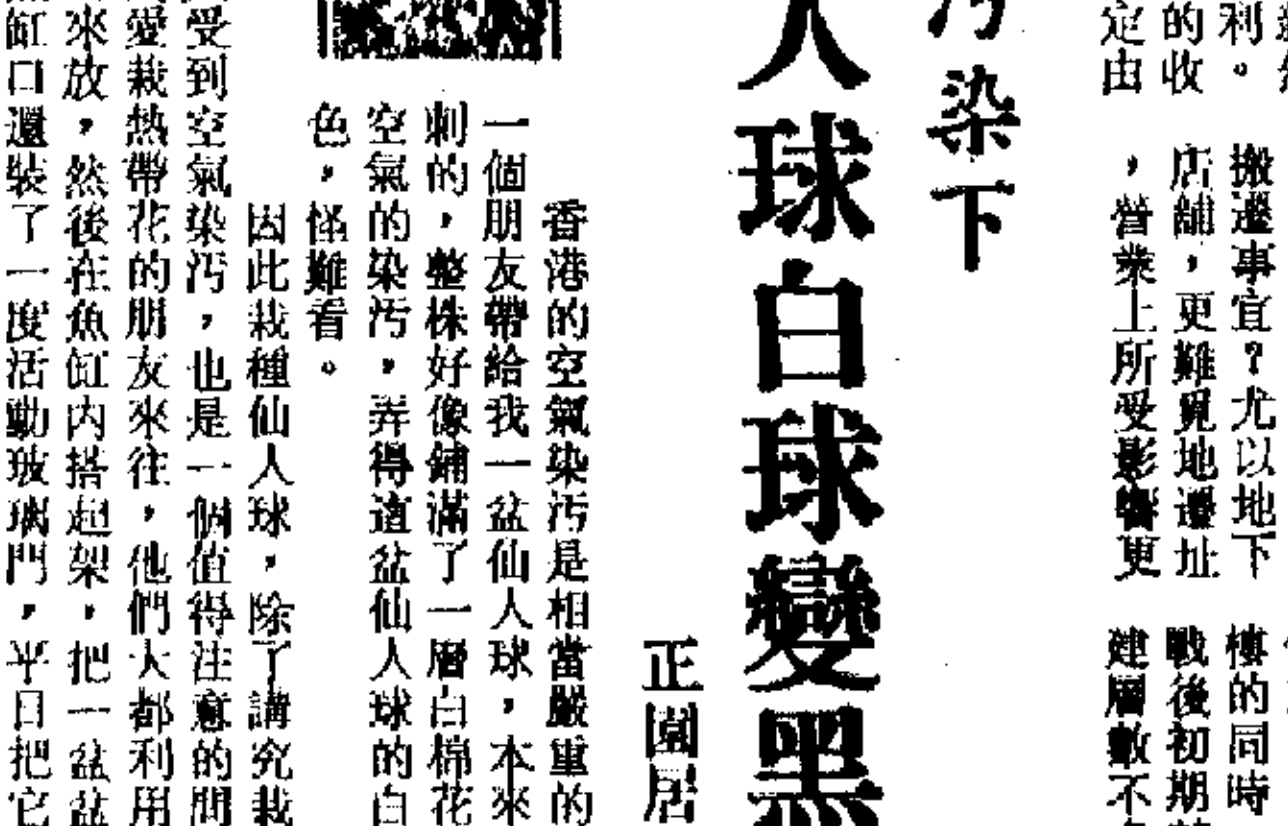 利。
的收
定由
搬遷事宜？尤以地下
店舖，更難覓地遷址
，營業上所受影響更
樓的同時
戰後初期
建層數不
污染下
人球白球變黑
正園居
香港的空氣染污是相當嚴重的
一個朋友帶給我一盆仙人球，本來
刺的，整株好像鋪滿了一層白棉花
空氣的染污，弄得這盆仙人球的白
色，怪難看。
因此栽種仙人球，除了講究栽
受到空氣染污，也是一個值得注意的問
愛栽熱帶花的朋友來往，他們大都利用
來放，然後在魚缸內搭起架，把一盆盆
缸口還裝了一度活動玻璃門，平日把它